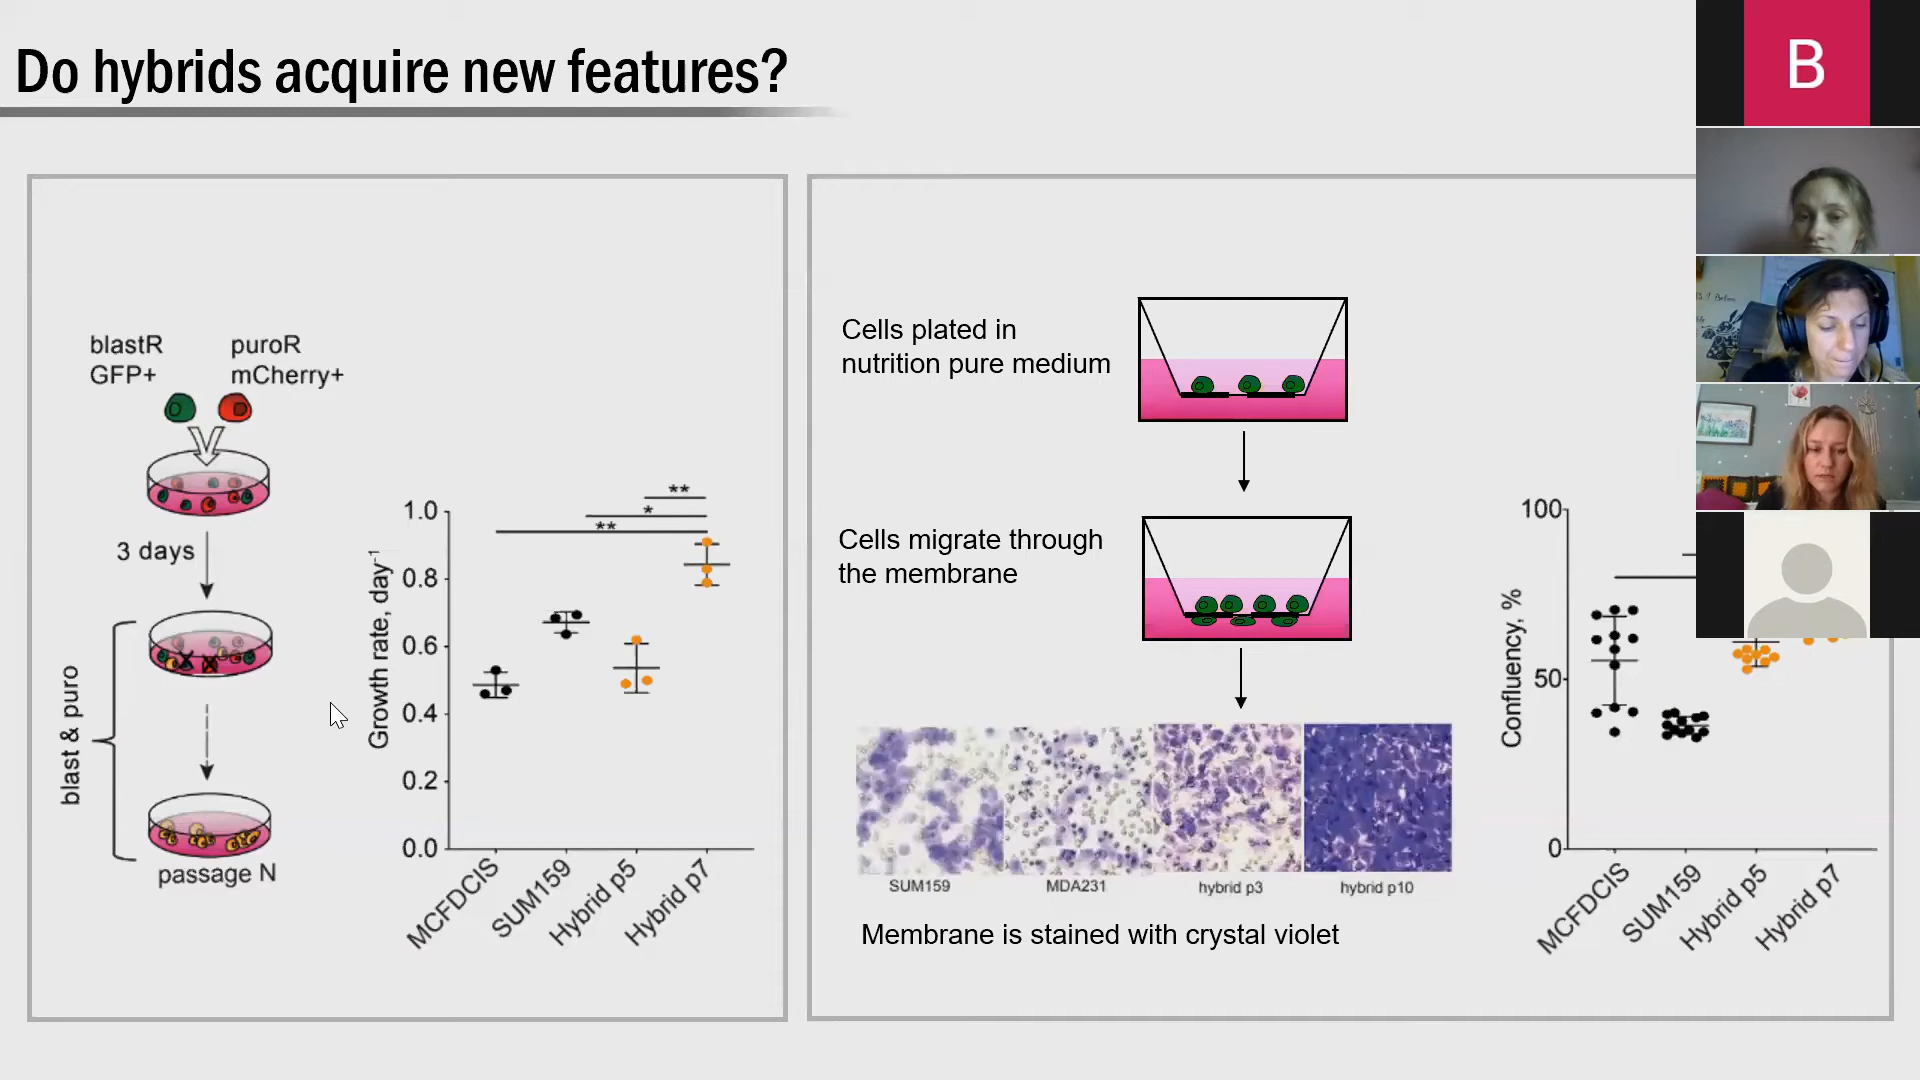 Do hybrids acquire new features?
B
blastR
GFP+
puroR
mCherry+
3 days
blast & puro
passage N
Growth rate, day-1
1.0
0.8
0.6
0.4
0.2
0.0
**
*
**
MCFDCIS
SUM159
Hybrid p5
Hybrid p7
Cells plated in
nutrition pure medium
Cells migrate through
the membrane
SUM159
MDA231
hybrid p3
hybrid p10
Membrane is stained with crystal violet
Confluency, %
100
50
0
MCFDCIS
SUM159
Hybrid p5
Hybrid p7